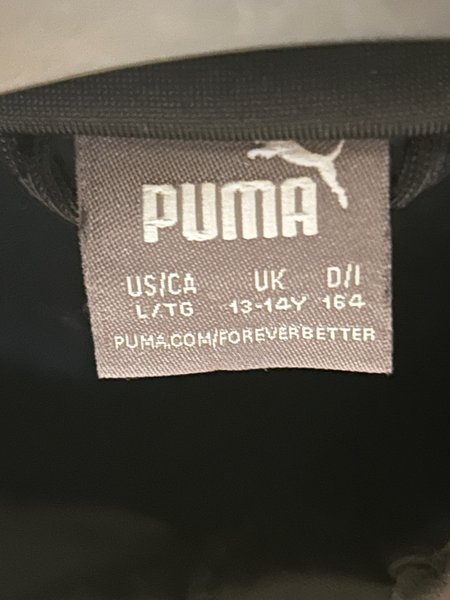 PUMA
US/CA UK D/I
L/TG 13-14Y 164
PUMA.COM/FOREVERBETTER